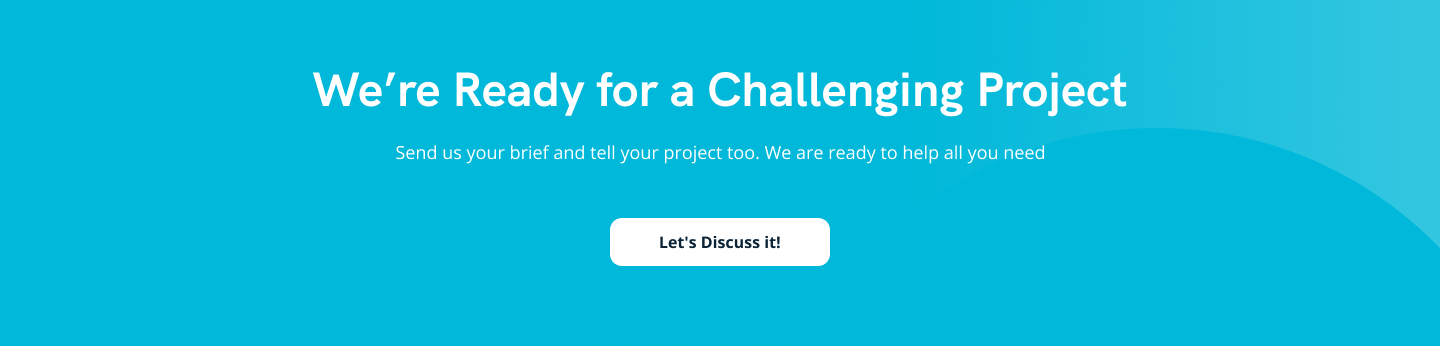 We’re Ready for a Challenging Project
Send us your brief and tell your project too. We are ready to help all you need
Let's Discuss it!